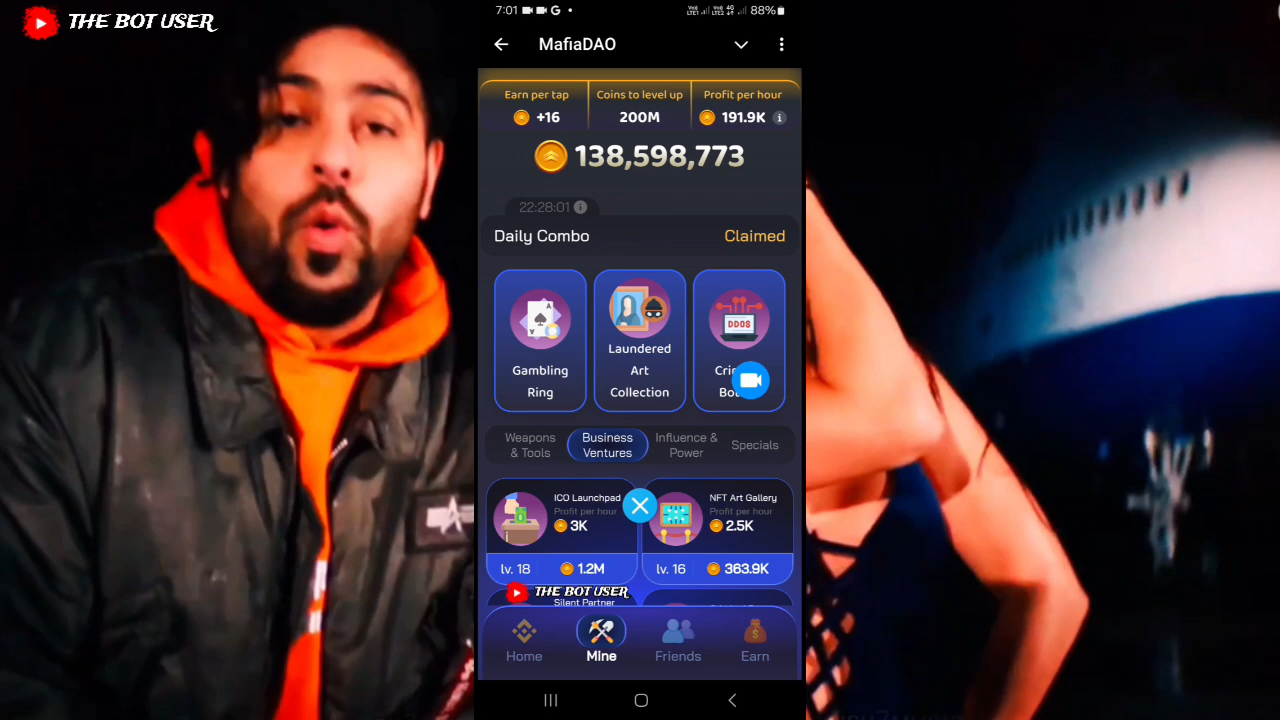 THE BOT USER
7:01
88%
MafiaDAO
Earn per tap
Coins to level up
Profit per hour
+16
200M
191.9K
138,598,773
22:28:01
Daily Combo
Claimed
Gambling
Ring
Laundered
Art
Collection
DDOS
Weapons
& Tools
Business
Ventures
Influence &
Power
Specials
ICO Launchpad
Profit per hour
3K
NFT Art Gallery
Profit per hour
2.5K
lv. 18
1.2M
lv. 16
363.9K
THE BOT USER
Silent Partner
Home
Mine
Friends
Earn